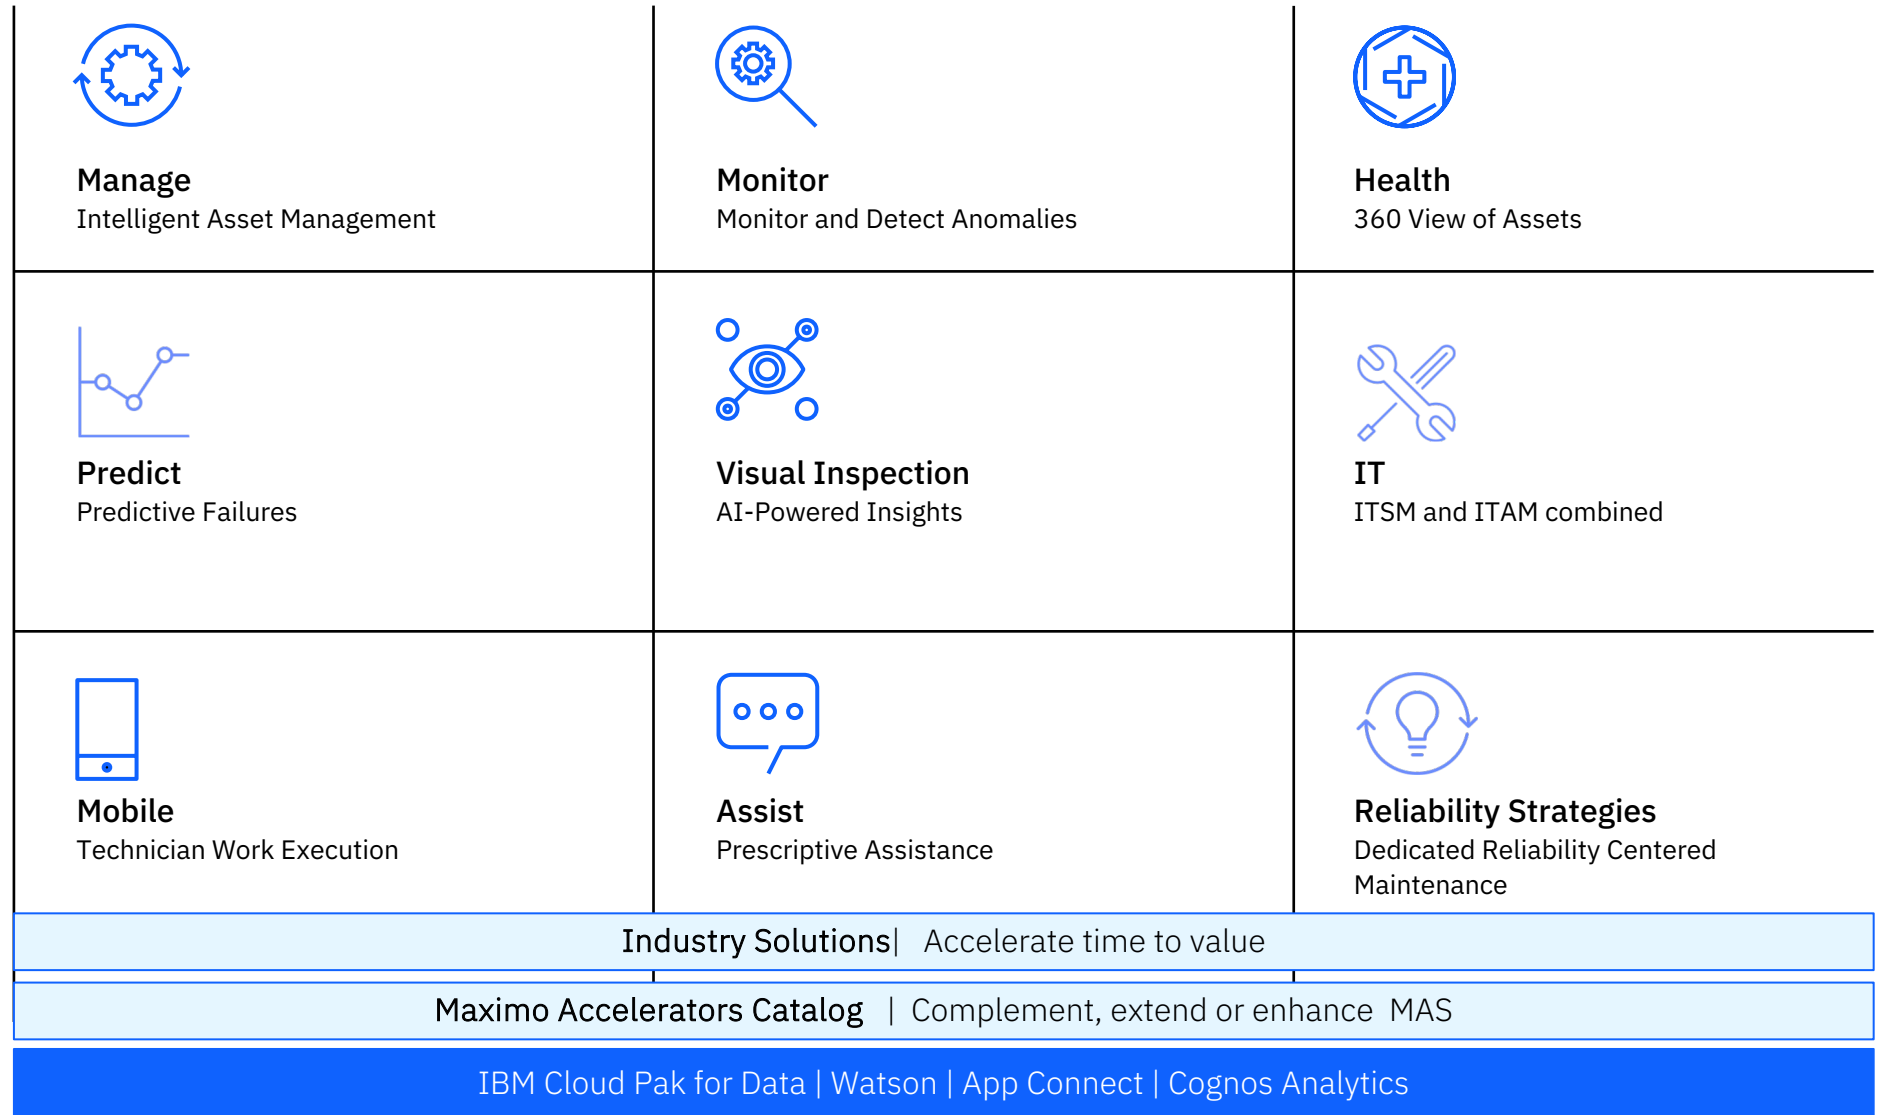 Manage
Intelligent Asset Management
Monitor
Monitor and Detect Anomalies
Health
360 View of Assets
Predict
Predictive Failures
Visual Inspection
AI-Powered Insights
IT
ITSM and ITAM combined
Mobile
Technician Work Execution
Assist
Prescriptive Assistance
Reliability Strategies
Dedicated Reliability Centered
Maintenance
Industry Solutions| Accelerate time to value
Maximo Accelerators Catalog | Complement, extend or enhance MAS
IBM Cloud Pak for Data | Watson | App Connect | Cognos Analytics